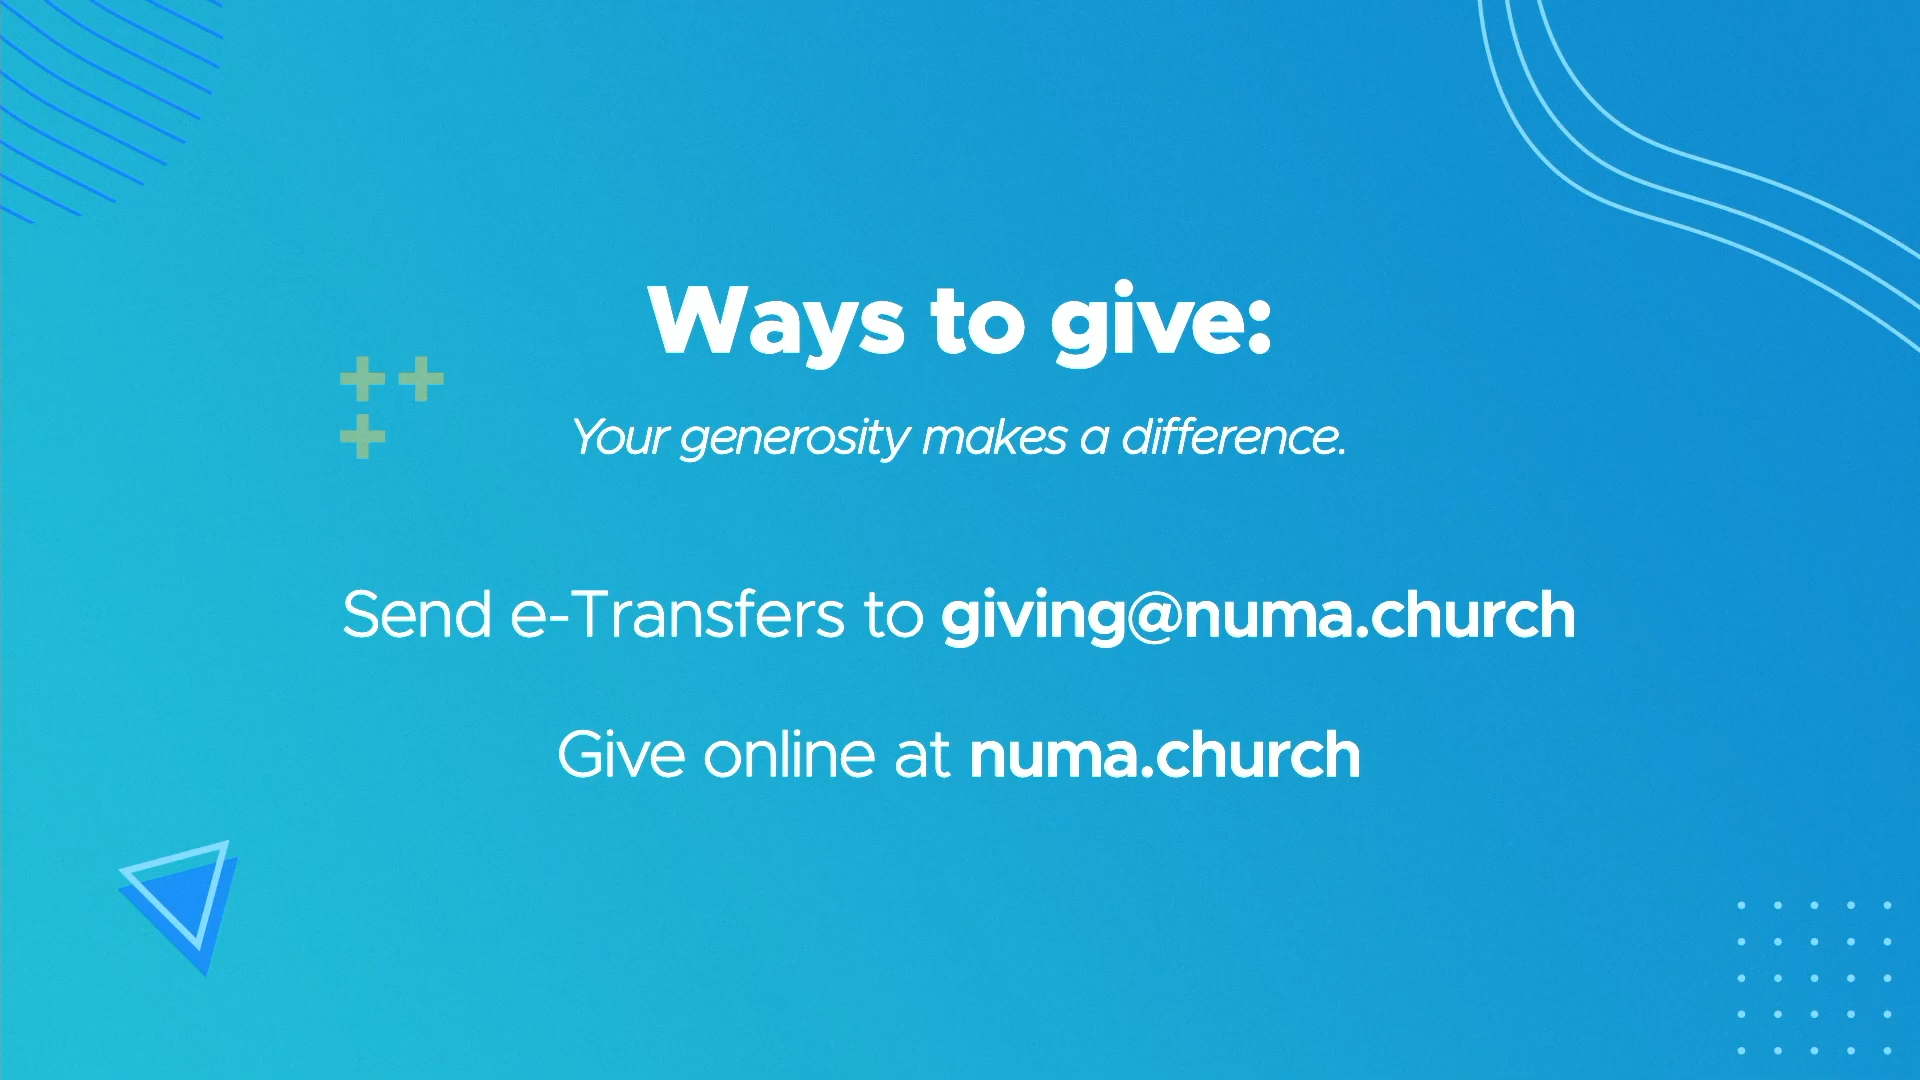 Ways to give:
Your generosity makes a difference.
Send e-Transfers to giving@numa.church
Give online at numa.church